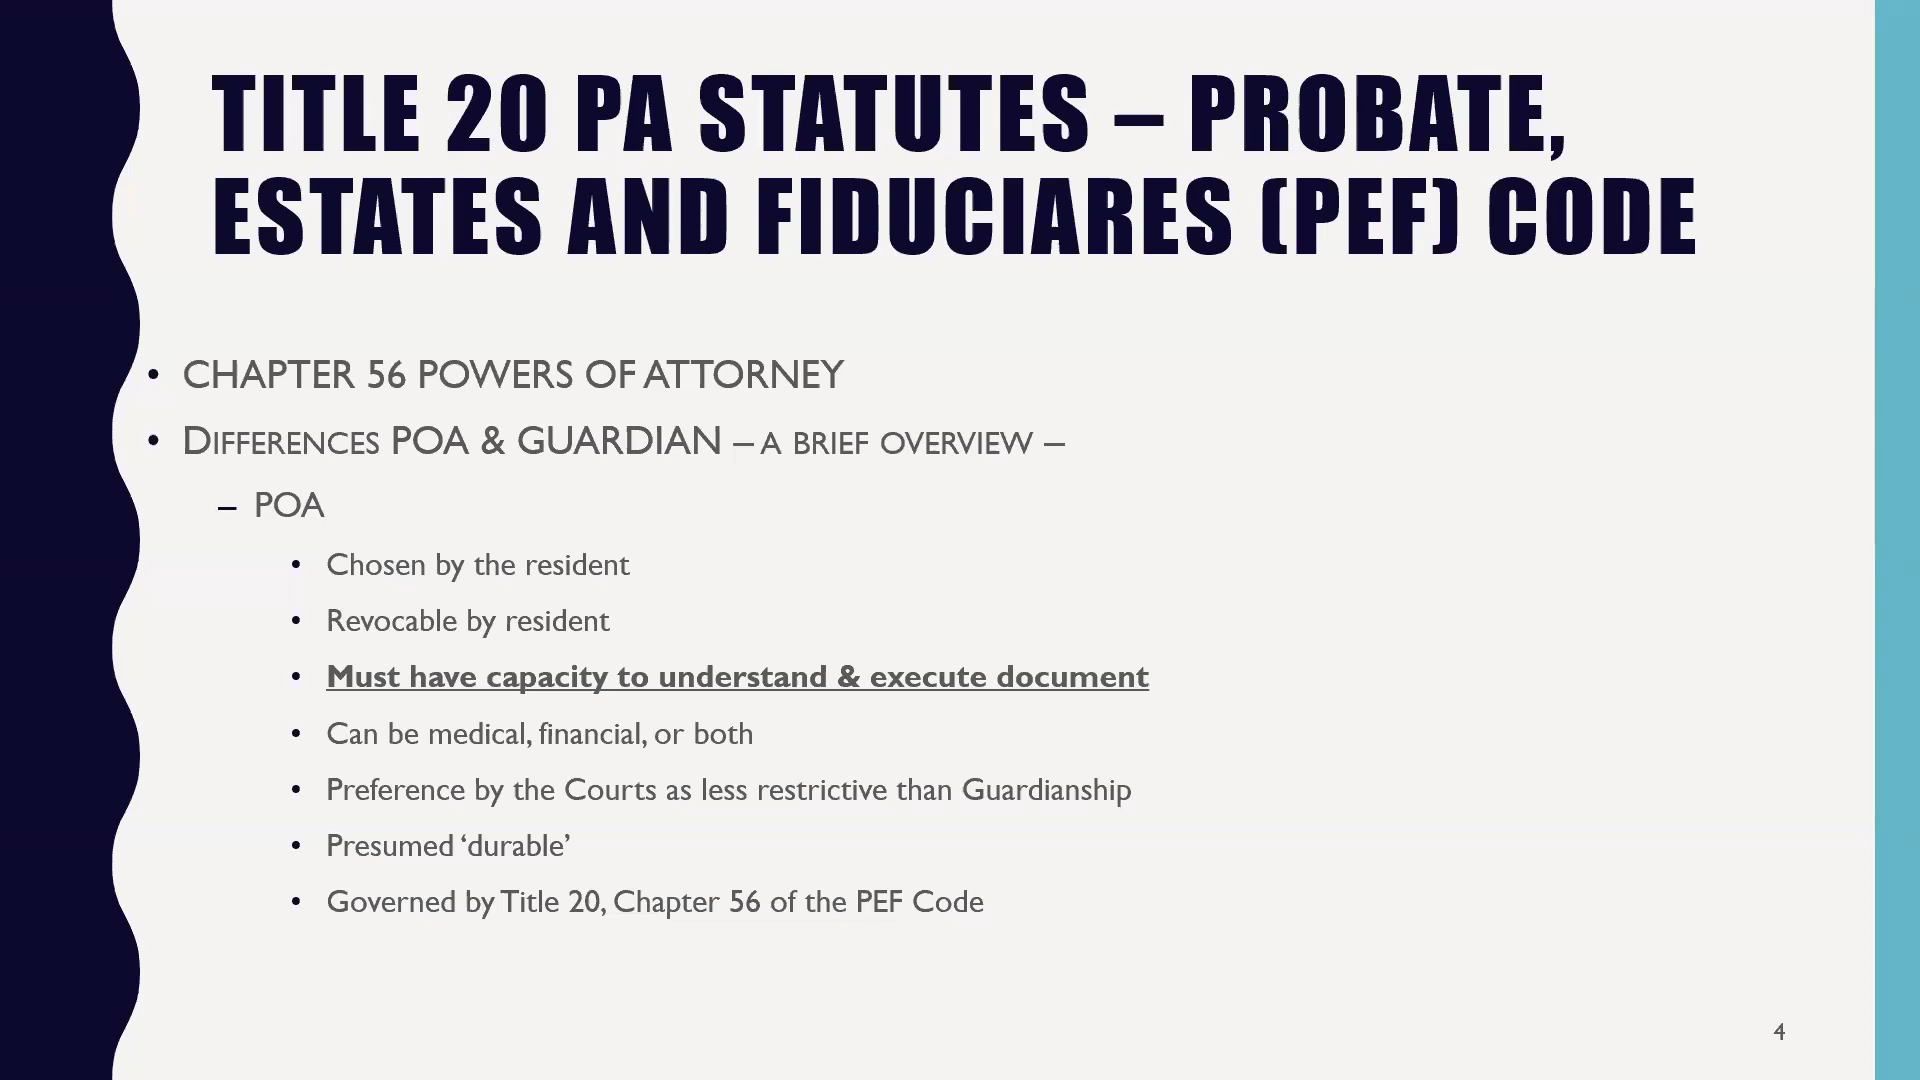 TITLE 20 PA STATUTES – PROBATE,
ESTATES AND FIDUCIARES (PEF) CODE
• CHAPTER 56 POWERS OF ATTORNEY
• DIFFERENCES POA & GUARDIAN – A BRIEF OVERVIEW –
– POA
• Chosen by the resident
• Revocable by resident
• Must have capacity to understand & execute document
• Can be medical, financial, or both
• Preference by the Courts as less restrictive than Guardianship
• Presumed ‘durable’
• Governed by Title 20, Chapter 56 of the PEF Code
4